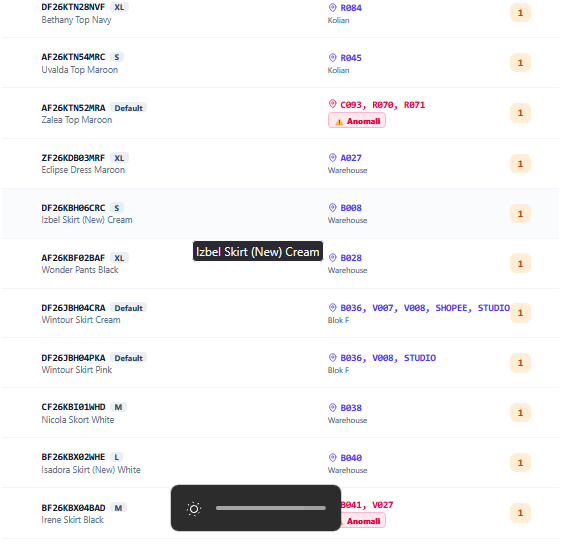 DF26KTN28NVF XL R084 1
Bethany Top Navy Kolian
AF26KTN54MRC S R045 1
Uvalda Top Maroon Kolian
AF26KTN52MRA Default C093, R070, R071 1
Zalea Top Maroon ⚠ Anomali
ZF26KDB03MRF XL A027 1
Eclipse Dress Maroon Warehouse
DF26KBH06CRC S B008 1
Izbel Skirt (New) Cream Warehouse
Izbel Skirt (New) Cream
AF26KBF02BAF XL B028 1
Wonder Pants Black Warehouse
DF26JBH04CRA Default B036, V007, V008, SHOPEE, STUDIO 1
Wintour Skirt Cream Blok F
DF26JBH04PKA Default B036, V008, STUDIO 1
Wintour Skirt Pink Blok F
CF26KBI01WHD M B038 1
Nicola Skort White Warehouse
BF26KBX02WHE L B040 1
Isadora Skirt (New) White Warehouse
BF26KBX04BAD M B041, V027 1
Irene Skirt Black Anomali